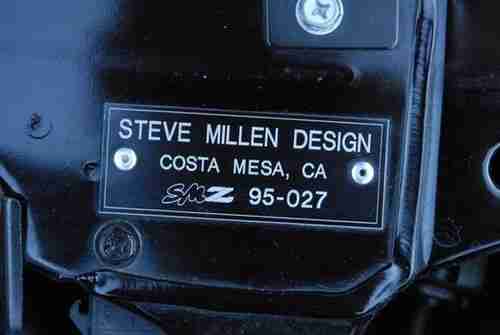 STEVE MILLEN DESIGN
COSTA MESA, CA
SMZ 95-027